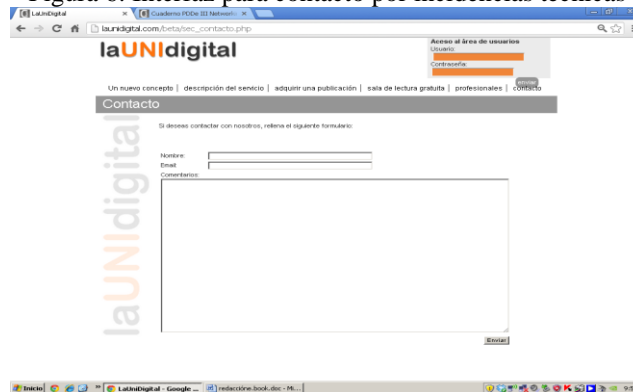 Figura 6. Interfaz para contacto por incidencias técnicas
LaUniDigital
Cuaderno PDDe III Network
launidigital.com/beta/sec_contacto.php
laUNIdigital
Acceso al área de usuarios
Usuario:
Contraseña:
enviar
Un nuevo concepto | descripción del servicio | adquirir una publicación | sala de lectura gratuita | profesionales | contacto
Contacto
Si deseas contactar con nosotros, rellena el siguiente formulario:
Nombre:
Email:
Comentarios:
laUNIdigital
Enviar
Inicio
LaUniDigital - Google ...
redaccióne.book.doc - Mi...